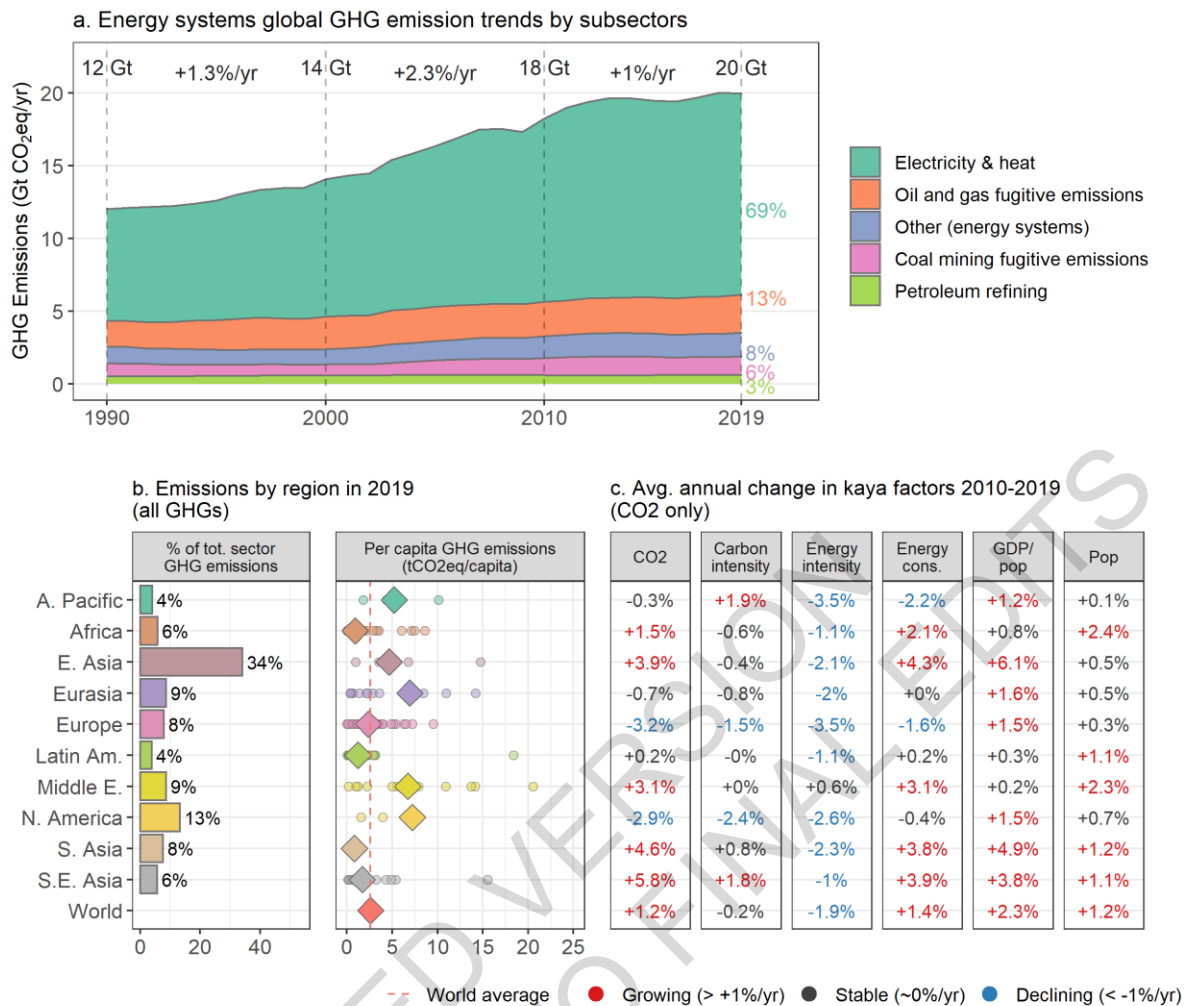 a. Energy systems global GHG emission trends by subsectors
12 Gt +1.3%/yr 14 Gt +2.3%/yr 18 Gt +1%/yr 20 Gt
GHG Emissions (Gt CO₂eq/yr)
20
15
10
5
0
69%
13%
8%
6%
3%
1990 2000 2010 2019
Electricity & heat
Oil and gas fugitive emissions
Other (energy systems)
Coal mining fugitive emissions
Petroleum refining
b. Emissions by region in 2019
(all GHGs)
% of tot. sector
GHG emissions
Per capita GHG emissions
(tCO2eq/capita)
c. Avg. annual change in kaya factors 2010-2019
(CO2 only)
CO2
Carbon
intensity
Energy
intensity
Energy
cons.
GDP/
pop
Pop
A. Pacific 4% -0.3% +1.9% -3.5% -2.2% +1.2% +0.1%
Africa 6% +1.5% -0.6% -1.1% +2.1% +0.8% +2.4%
E. Asia 34% +3.9% -0.4% -2.1% +4.3% +6.1% +0.5%
Eurasia 9% -0.7% -0.8% -2% +0% +1.6% +0.5%
Europe 8% -3.2% -1.5% -3.5% -1.6% +1.5% +0.3%
Latin Am. 4% +0.2% -0% -1.1% +0.2% +0.3% +1.1%
Middle E. 9% +3.1% +0% +0.6% +3.1% +0.2% +2.3%
N. America 13% -2.9% -2.4% -2.6% -0.4% +1.5% +0.7%
S. Asia 8% +4.6% +0.8% -2.3% +3.8% +4.9% +1.2%
S.E. Asia 6% +5.8% +1.8% -1% +3.9% +3.8% +1.1%
World +1.2% -0.2% -1.9% +1.4% +2.3% +1.2%
0 20 40
0 5 10 15 20 25
World average Growing (> +1%/yr) Stable (~0%/yr) Declining (< -1%/yr)
ED VERSION
O FINAL EDITS